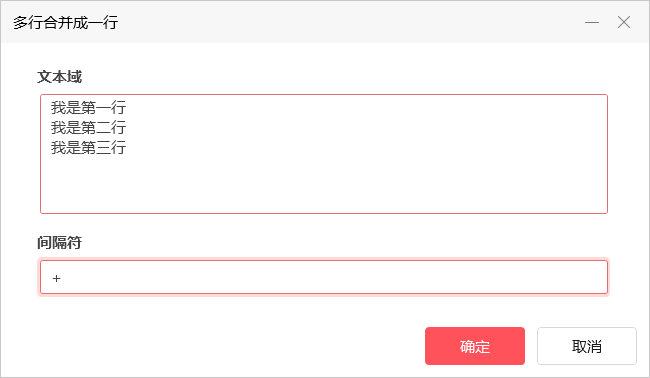 多行合并成一行
文本域
我是第一行
我是第二行
我是第三行
间隔符
+
确定 取消